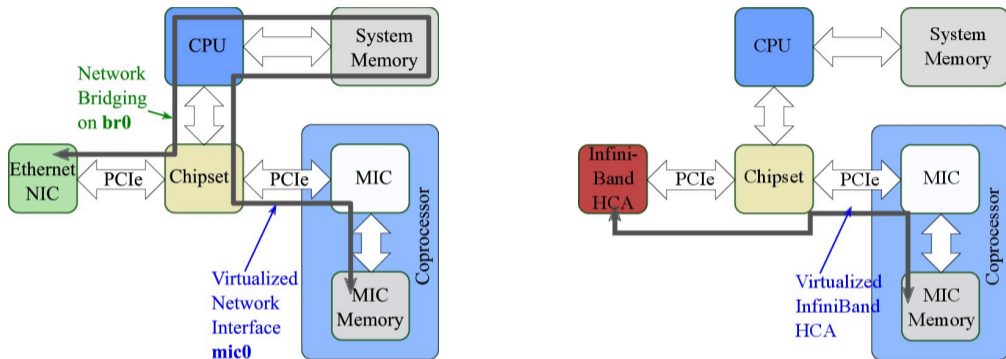 CPU
System
Memory
Network
Bridging
on br0
Ethernet
NIC
PCIe
Chipset
PCIe
MIC
Coprocessor
Virtualized
Network
Interface
mic0
MIC
Memory
CPU
System
Memory
Infini-
Band
HCA
PCIe
Chipset
PCIe
MIC
Coprocessor
Virtualized
InfiniBand
HCA
MIC
Memory